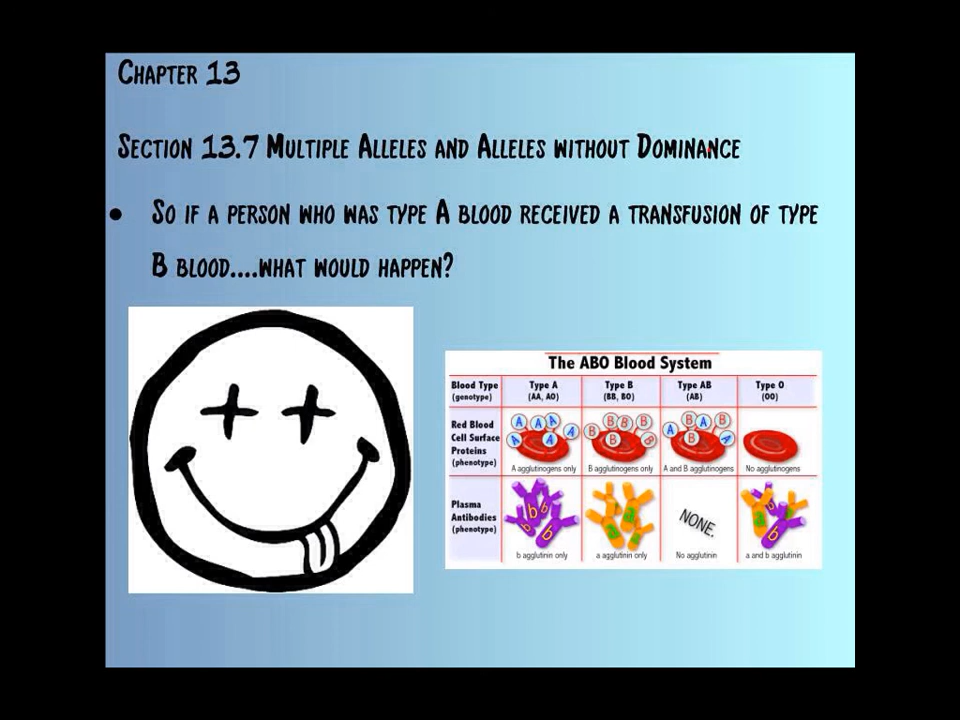 Chapter 13
Section 13.7 Multiple Alleles and Alleles without Dominance
• So if a person who was type A blood received a transfusion of type
B blood....what would happen?
The ABO Blood System
Blood Type (genotype)
Type A (AA, AO)
Type B (BB, BO)
Type AB (AB)
Type O (OO)
Red Blood Cell Surface Proteins (phenotype)
A A A A A A
B B B B B B
A B A B B A
A agglutinogens only
B agglutinogens only
A and B agglutinogens
No agglutinogens
Plasma Antibodies (phenotype)
b b b
NONE.
b
b agglutinin only
a agglutinin only
No agglutinin
a and b agglutinin